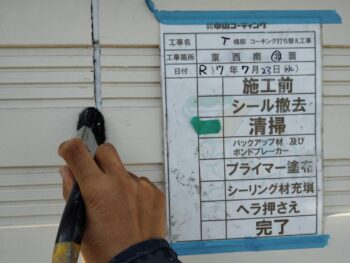 ㈱中山コーティング
工事名 T様邸 コーキング打ち替え工事
工事箇所 東 西 南 北 面
日付 R)7年7月23日(水)
施工前
シール撤去
清掃
バックアップ材 及び
ボンドブレーカー
プライマー塗布
シーリング材充填
ヘラ押さえ
完了